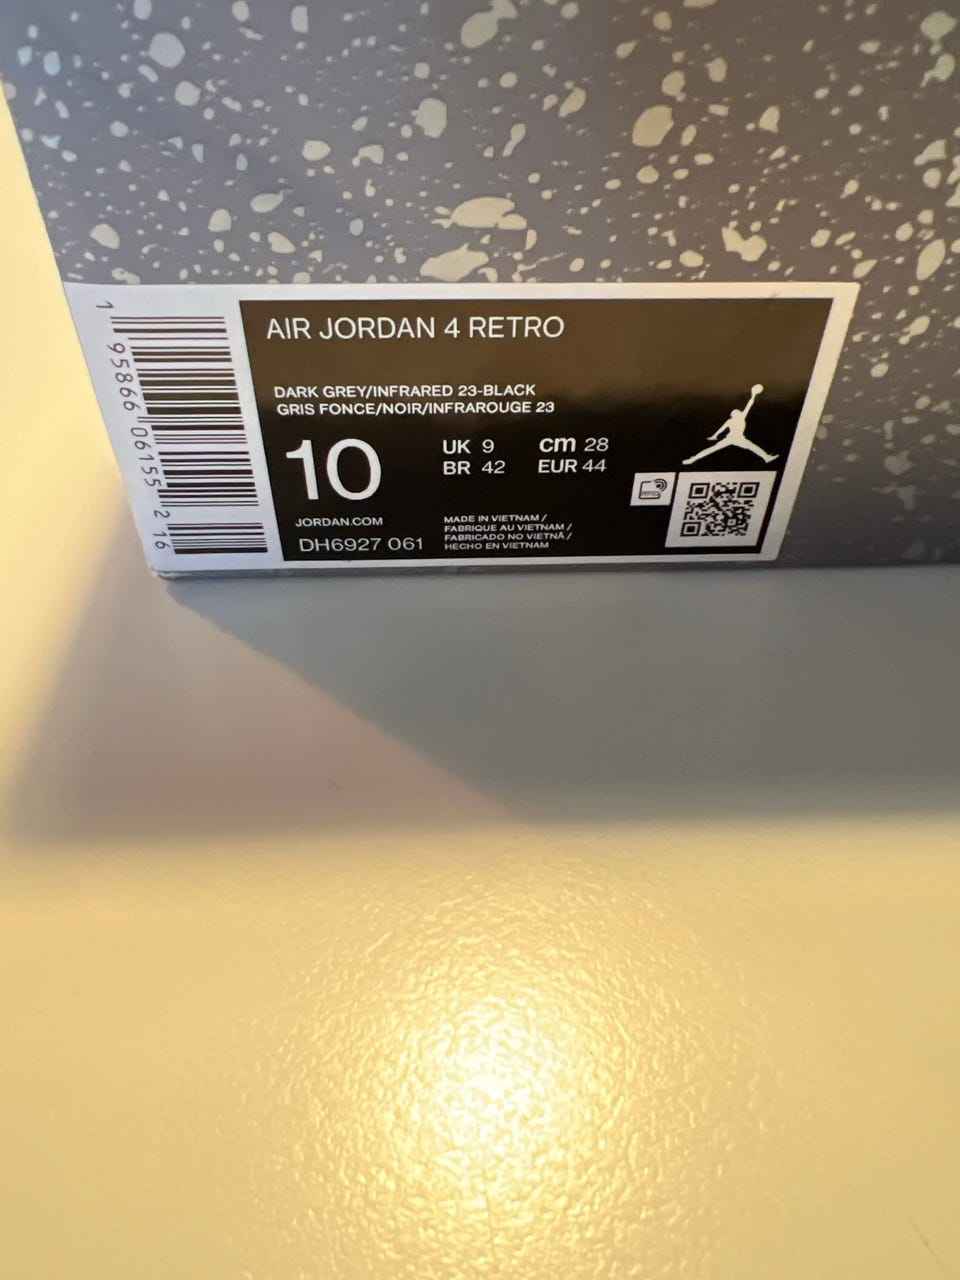 AIR JORDAN 4 RETRO
DARK GREY/INFRARED 23-BLACK
GRIS FONCE/NOIR/INFRAROUGE 23
10
UK 9
cm 28
BR 42
EUR 44
JORDAN.COM
DH6927 061
MADE IN VIETNAM /
FABRIQUE AU VIETNAM /
FABRICADO NO VIETNÃ /
HECHO EN VIETNAM
1 95866 06155 2 16